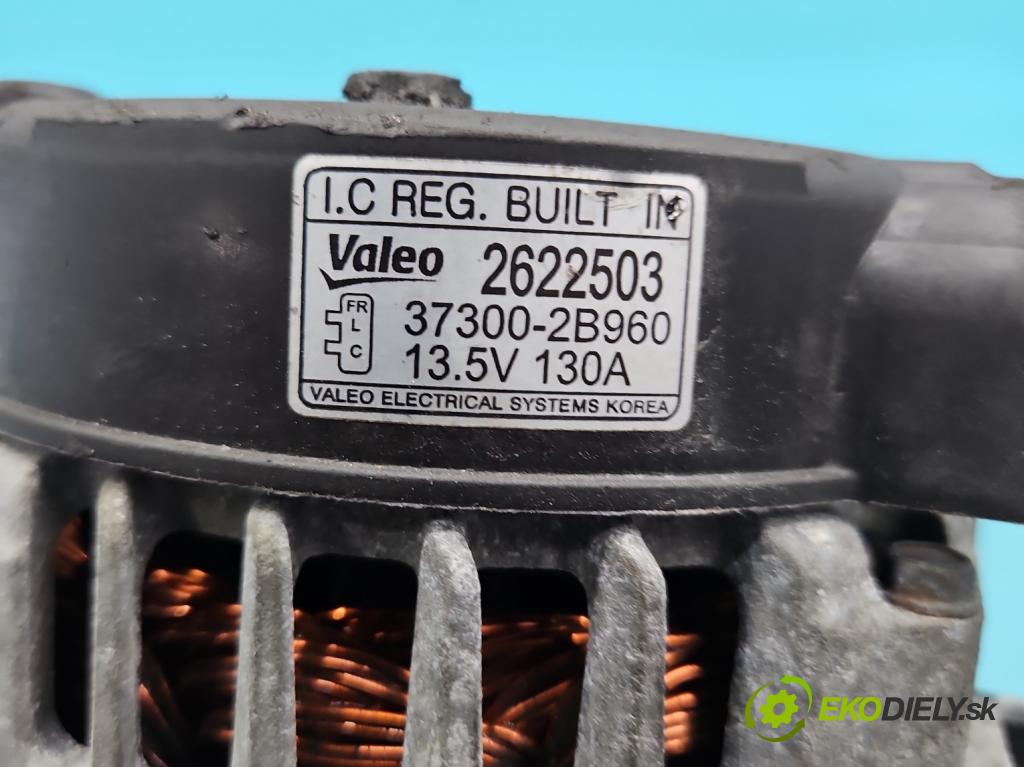 I.C REG. BUILT IN
Valeo 2622503
FR
L
C
37300-2B960
13.5V 130A
VALEO ELECTRICAL SYSTEMS KOREA
EKODIELY.sk